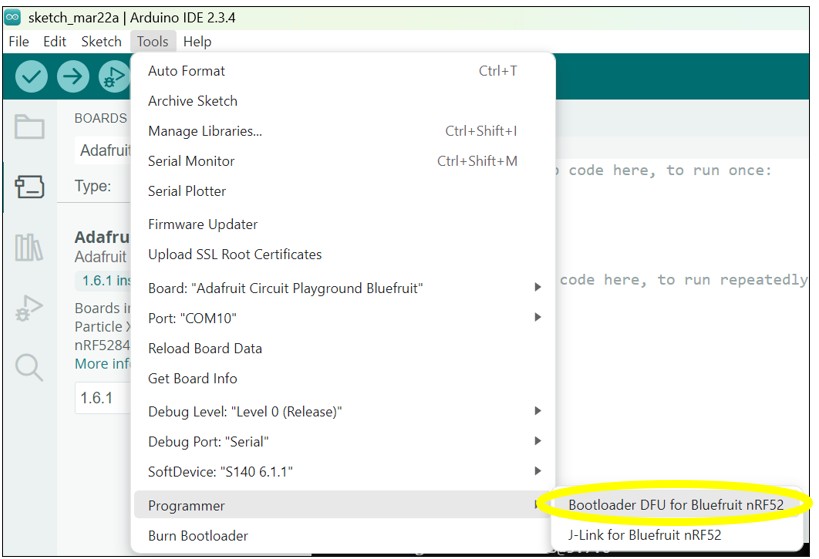 sketch_mar22a | Arduino IDE 2.3.4
File Edit Sketch Tools Help
Auto Format Ctrl+T
Archive Sketch
Manage Libraries... Ctrl+Shift+I
Serial Monitor Ctrl+Shift+M
Serial Plotter
Firmware Updater
Upload SSL Root Certificates
Board: "Adafruit Circuit Playground Bluefruit"
Port: "COM10"
Reload Board Data
Get Board Info
Debug Level: "Level 0 (Release)"
Debug Port: "Serial"
SoftDevice: "S140 6.1.1"
Programmer
Burn Bootloader
Bootloader DFU for Bluefruit nRF52
J-Link for Bluefruit nRF52
BOARDS
Adafruit
Type:
Adafru
Adafruit
1.6.1 ins
Boards in
Particle X
nRF5284
More info
1.6.1
code here, to run once:
code here, to run repeatedly